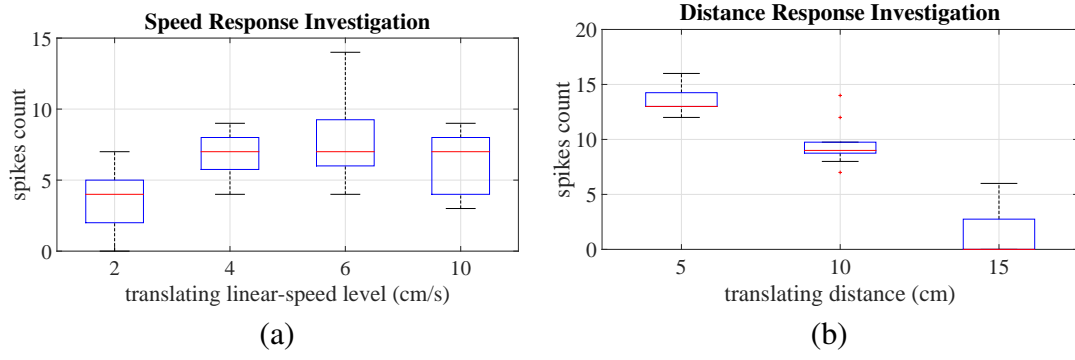 Speed Response Investigation
15
10
5
0
spikes count
2 4 6 10
translating linear-speed level (cm/s)
(a)
Distance Response Investigation
20
15
10
5
0
spikes count
5 10 15
translating distance (cm)
(b)